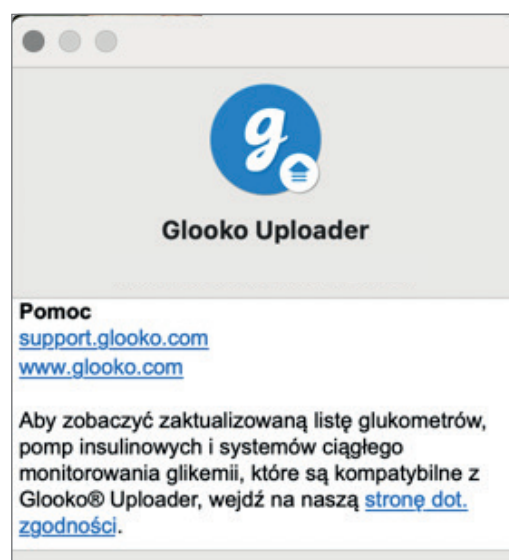 g
Glooko Uploader
Pomoc
support.glooko.com
www.glooko.com
Aby zobaczyć zaktualizowaną listę glukometrów,
pomp insulinowych i systemów ciągłego
monitorowania glikemii, które są kompatybilne z
Glooko® Uploader, wejdź na naszą stronę dot.
zgodności.